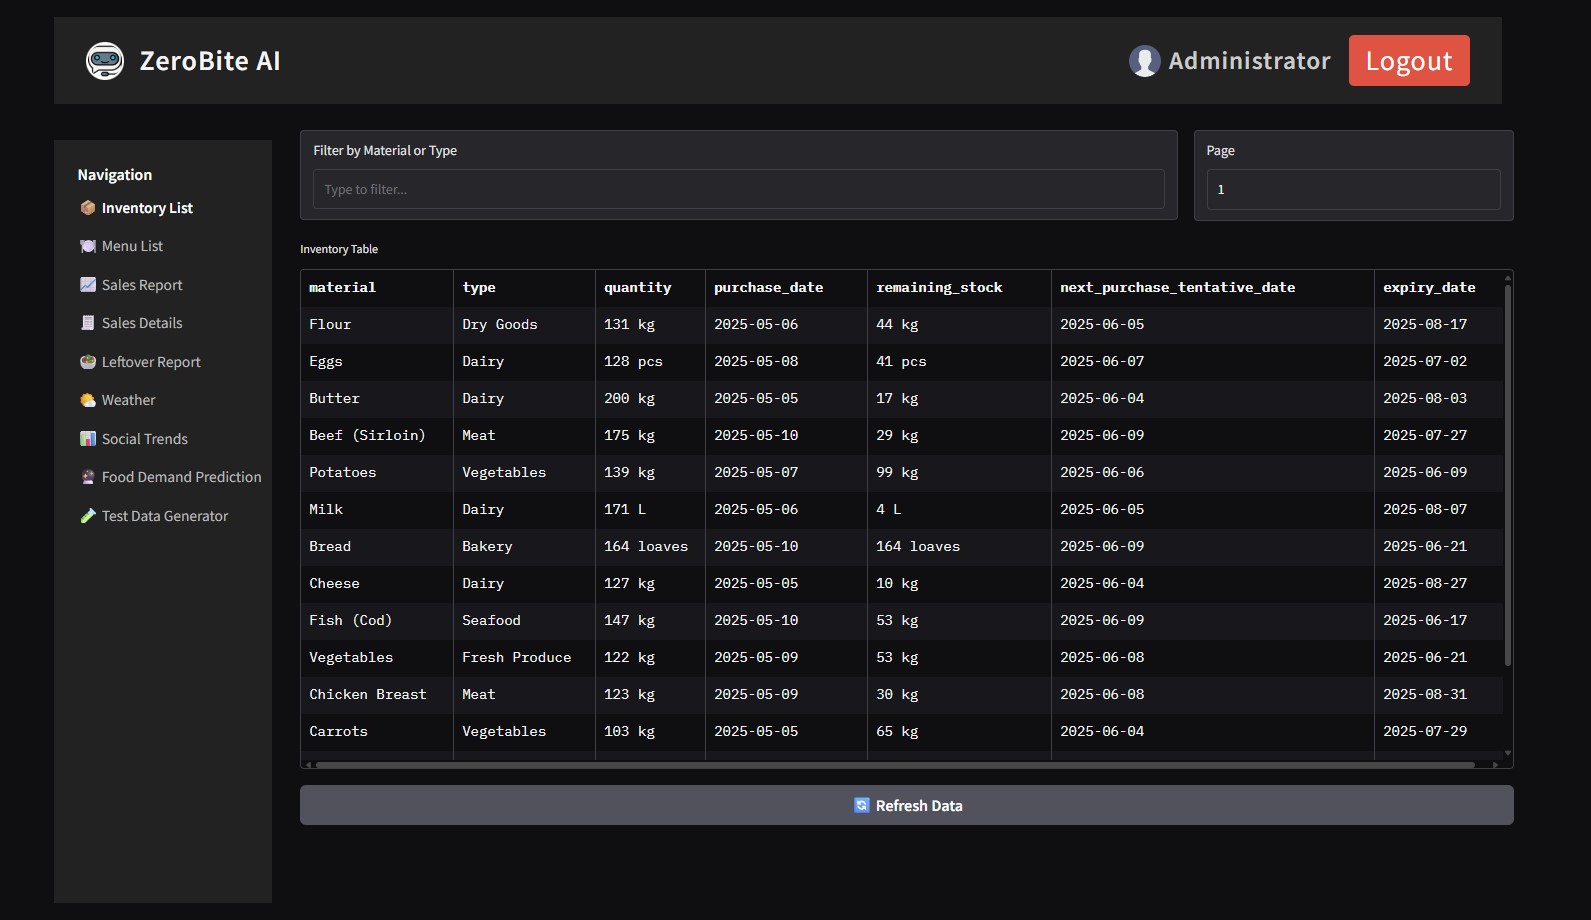 ZeroBite AI
Administrator
Logout
Navigation
Inventory List
Menu List
Sales Report
Sales Details
Leftover Report
Weather
Social Trends
Food Demand Prediction
Test Data Generator
Filter by Material or Type
Type to filter...
Page
1
Inventory Table
material type quantity purchase_date remaining_stock next_purchase_tentative_date expiry_date
Flour Dry Goods 131 kg 2025-05-06 44 kg 2025-06-05 2025-08-17
Eggs Dairy 128 pcs 2025-05-08 41 pcs 2025-06-07 2025-07-02
Butter Dairy 200 kg 2025-05-05 17 kg 2025-06-04 2025-08-03
Beef (Sirloin) Meat 175 kg 2025-05-10 29 kg 2025-06-09 2025-07-27
Potatoes Vegetables 139 kg 2025-05-07 99 kg 2025-06-06 2025-06-09
Milk Dairy 171 L 2025-05-06 4 L 2025-06-05 2025-08-07
Bread Bakery 164 loaves 2025-05-10 164 loaves 2025-06-09 2025-06-21
Cheese Dairy 127 kg 2025-05-05 10 kg 2025-06-04 2025-08-27
Fish (Cod) Seafood 147 kg 2025-05-10 53 kg 2025-06-09 2025-06-17
Vegetables Fresh Produce 122 kg 2025-05-09 53 kg 2025-06-08 2025-06-21
Chicken Breast Meat 123 kg 2025-05-09 30 kg 2025-06-08 2025-08-31
Carrots Vegetables 103 kg 2025-05-05 65 kg 2025-06-04 2025-07-29
Refresh Data